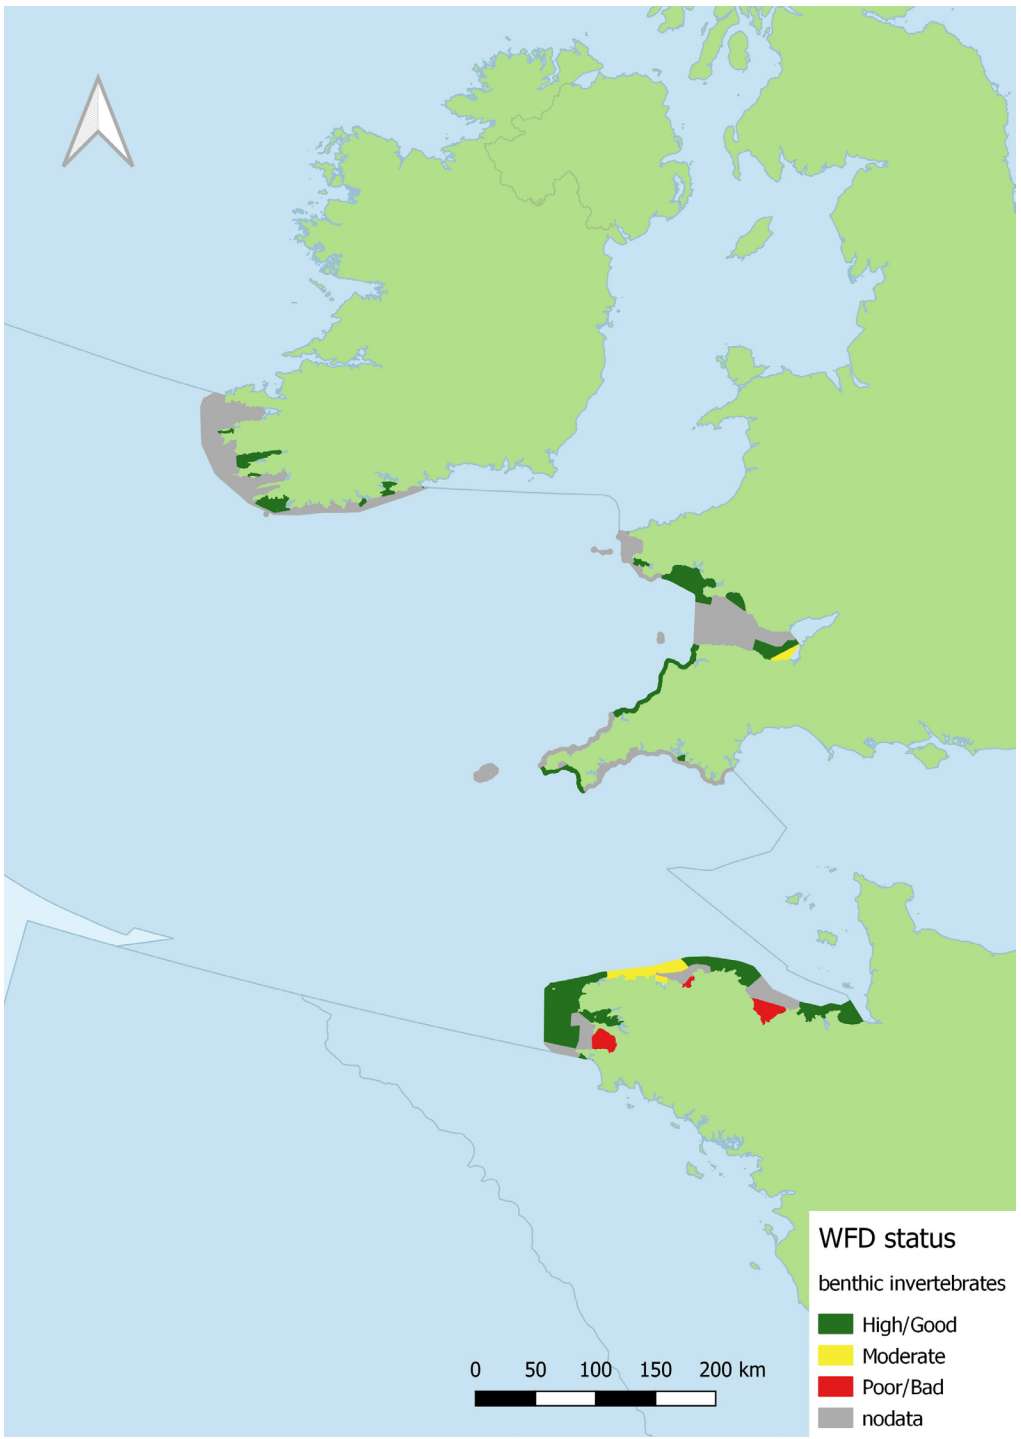 WFD status
benthic invertebrates
High/Good
Moderate
Poor/Bad
nodata
0 50 100 150 200 km